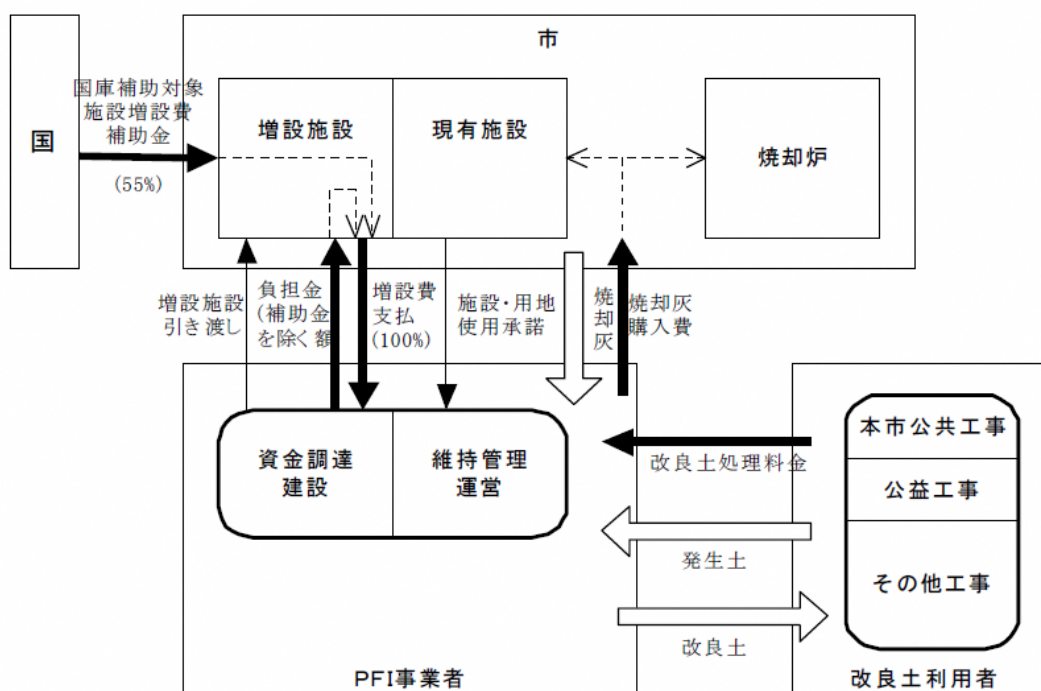 市
国
国庫補助対象
施設増設費
補助金
(55%)
増設施設
現有施設
焼却炉
増設施設
引き渡し
負担金
(補助金
を除く額
増設費
支払
(100%)
施設・用地
使用承諾
焼却灰
焼却灰
購入費
資金調達
建設
維持管理
運営
改良土処理料金
発生土
改良土
本市公共工事
公益工事
その他工事
PFI事業者
改良土利用者